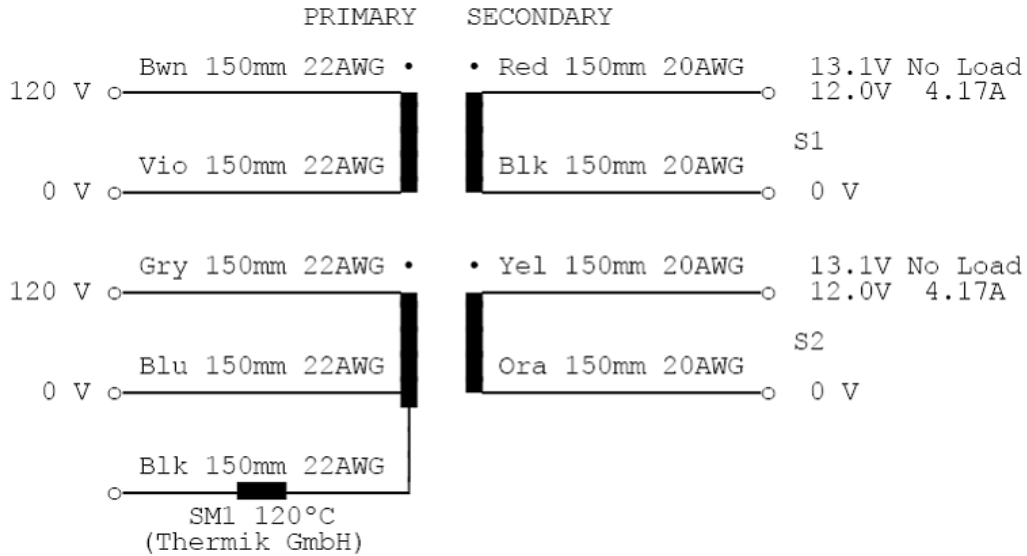 PRIMARY SECONDARY
Bwn 150mm 22AWG • • Red 150mm 20AWG 13.1V No Load
120 V 12.0V 4.17A
S1
Vio 150mm 22AWG Blk 150mm 20AWG
0 V 0 V
Gry 150mm 22AWG • • Yel 150mm 20AWG 13.1V No Load
120 V 12.0V 4.17A
S2
Blu 150mm 22AWG Ora 150mm 20AWG
0 V 0 V
Blk 150mm 22AWG
SM1 120°C
(Thermik GmbH)